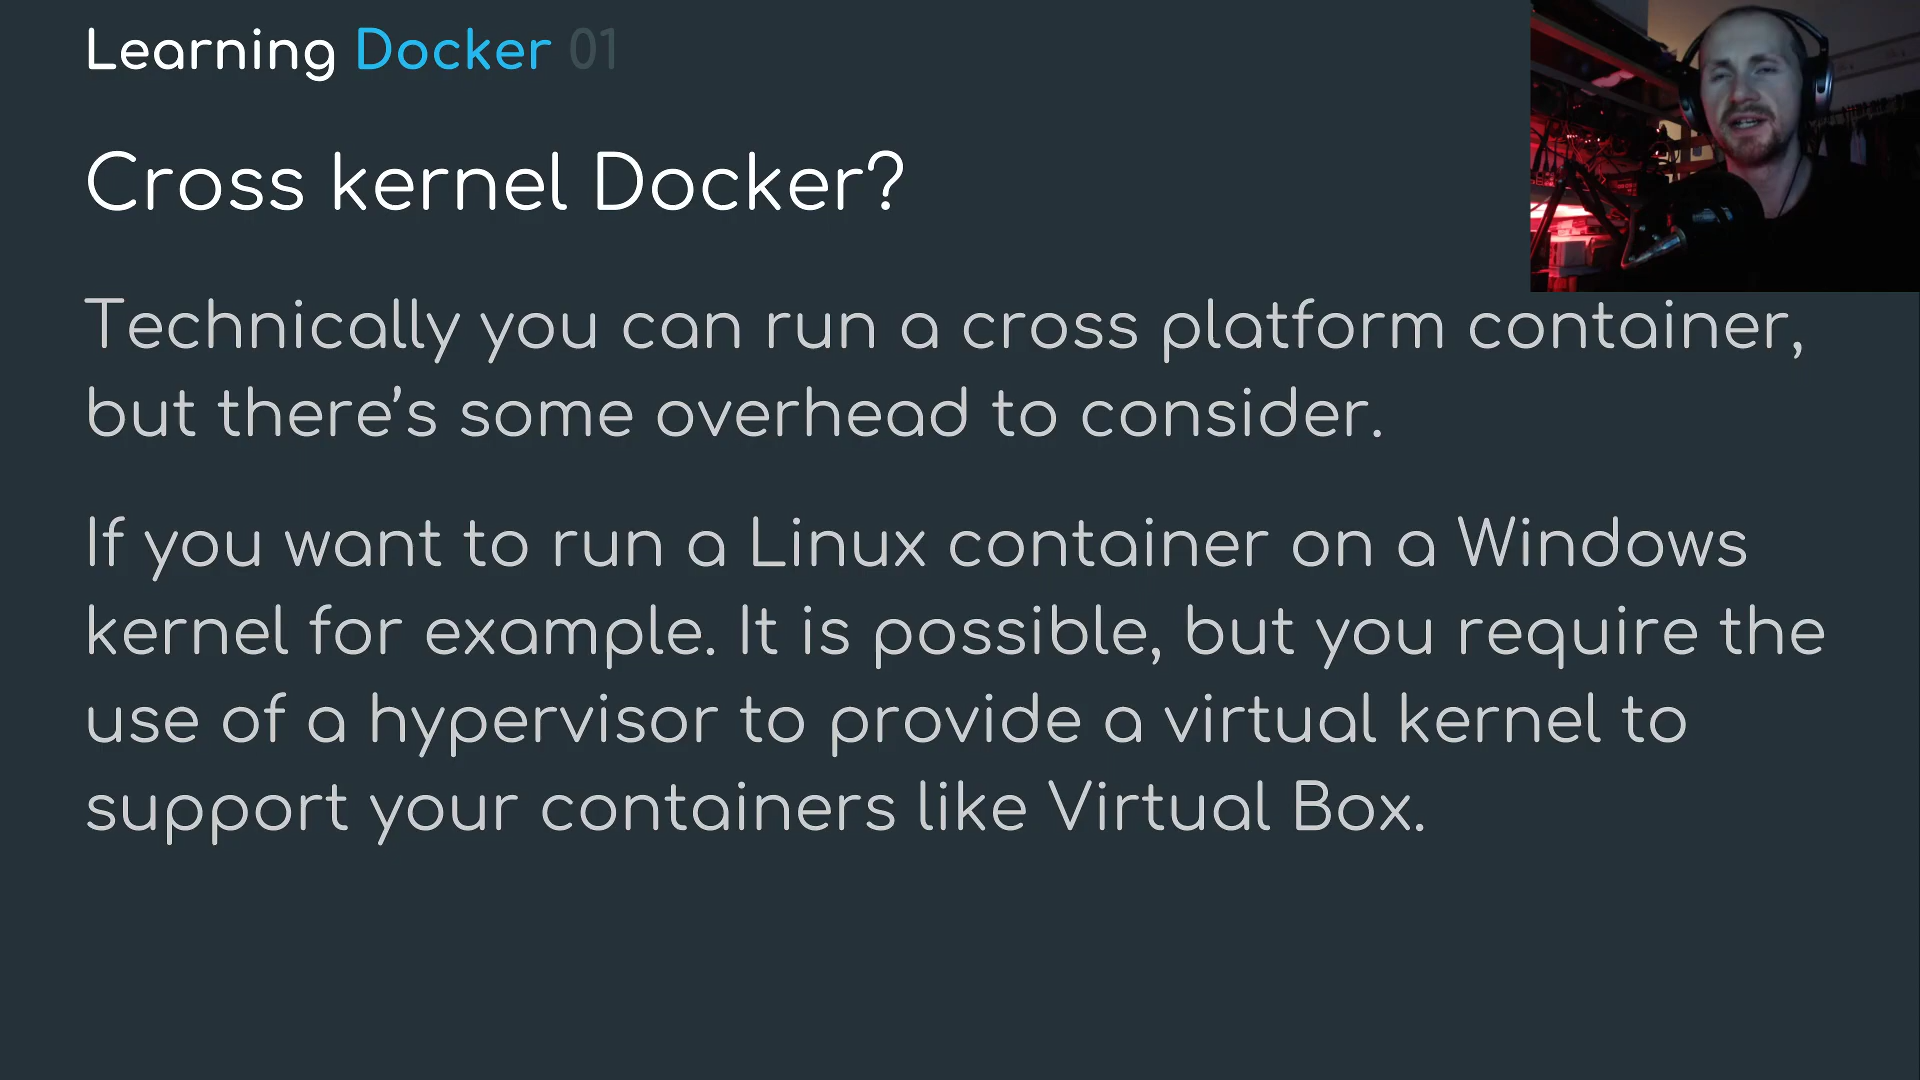 Learning Docker 01
Cross kernel Docker?
Technically you can run a cross platform container,
but there’s some overhead to consider.
If you want to run a Linux container on a Windows
kernel for example. It is possible, but you require the
use of a hypervisor to provide a virtual kernel to
support your containers like Virtual Box.